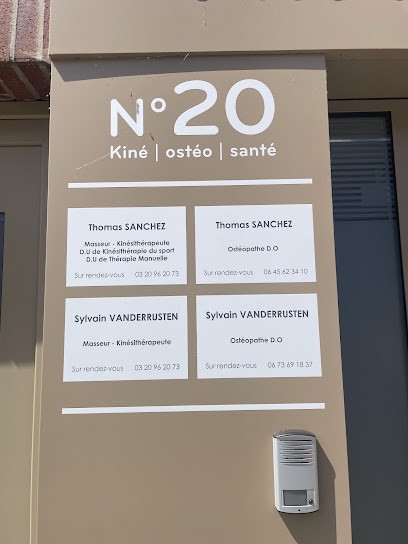 N°20
Kiné | ostéo | santé
Thomas SANCHEZ
Masseur - Kinésithérapeute
D.U de Kinésithérapie du sport
D.U de Thérapie Manuelle
Sur rendez-vous 03 20 96 20 73
Thomas SANCHEZ
Ostéopathe D.O
Sur rendez-vous 06 45 62 34 10
Sylvain VANDERRUSTEN
Masseur - Kinésithérapeute
Sur rendez-vous 03 20 96 20 73
Sylvain VANDERRUSTEN
Ostéopathe D.O
Sur rendez-vous 06 73 69 18 37